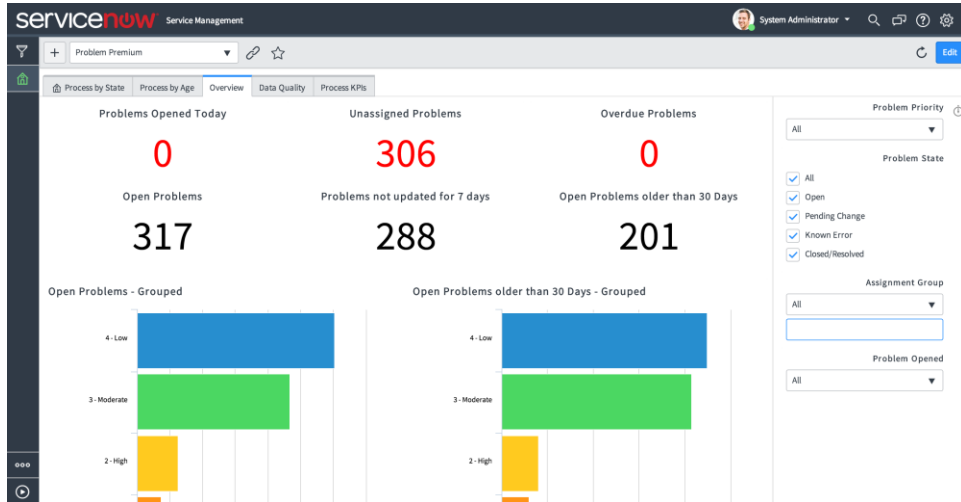 servicenow Service Management
System Administrator
Problem Premium
Edit
Process by State Process by Age Overview Data Quality Process KPIs
Problems Opened Today Unassigned Problems Overdue Problems
0 306 0
Open Problems Problems not updated for 7 days Open Problems older than 30 Days
317 288 201
Open Problems - Grouped Open Problems older than 30 Days - Grouped
4 - Low 4 - Low
3 - Moderate 3 - Moderate
2 - High 2 - High
Problem Priority
All
Problem State
All
Open
Pending Change
Known Error
Closed/Resolved
Assignment Group
All
Problem Opened
All